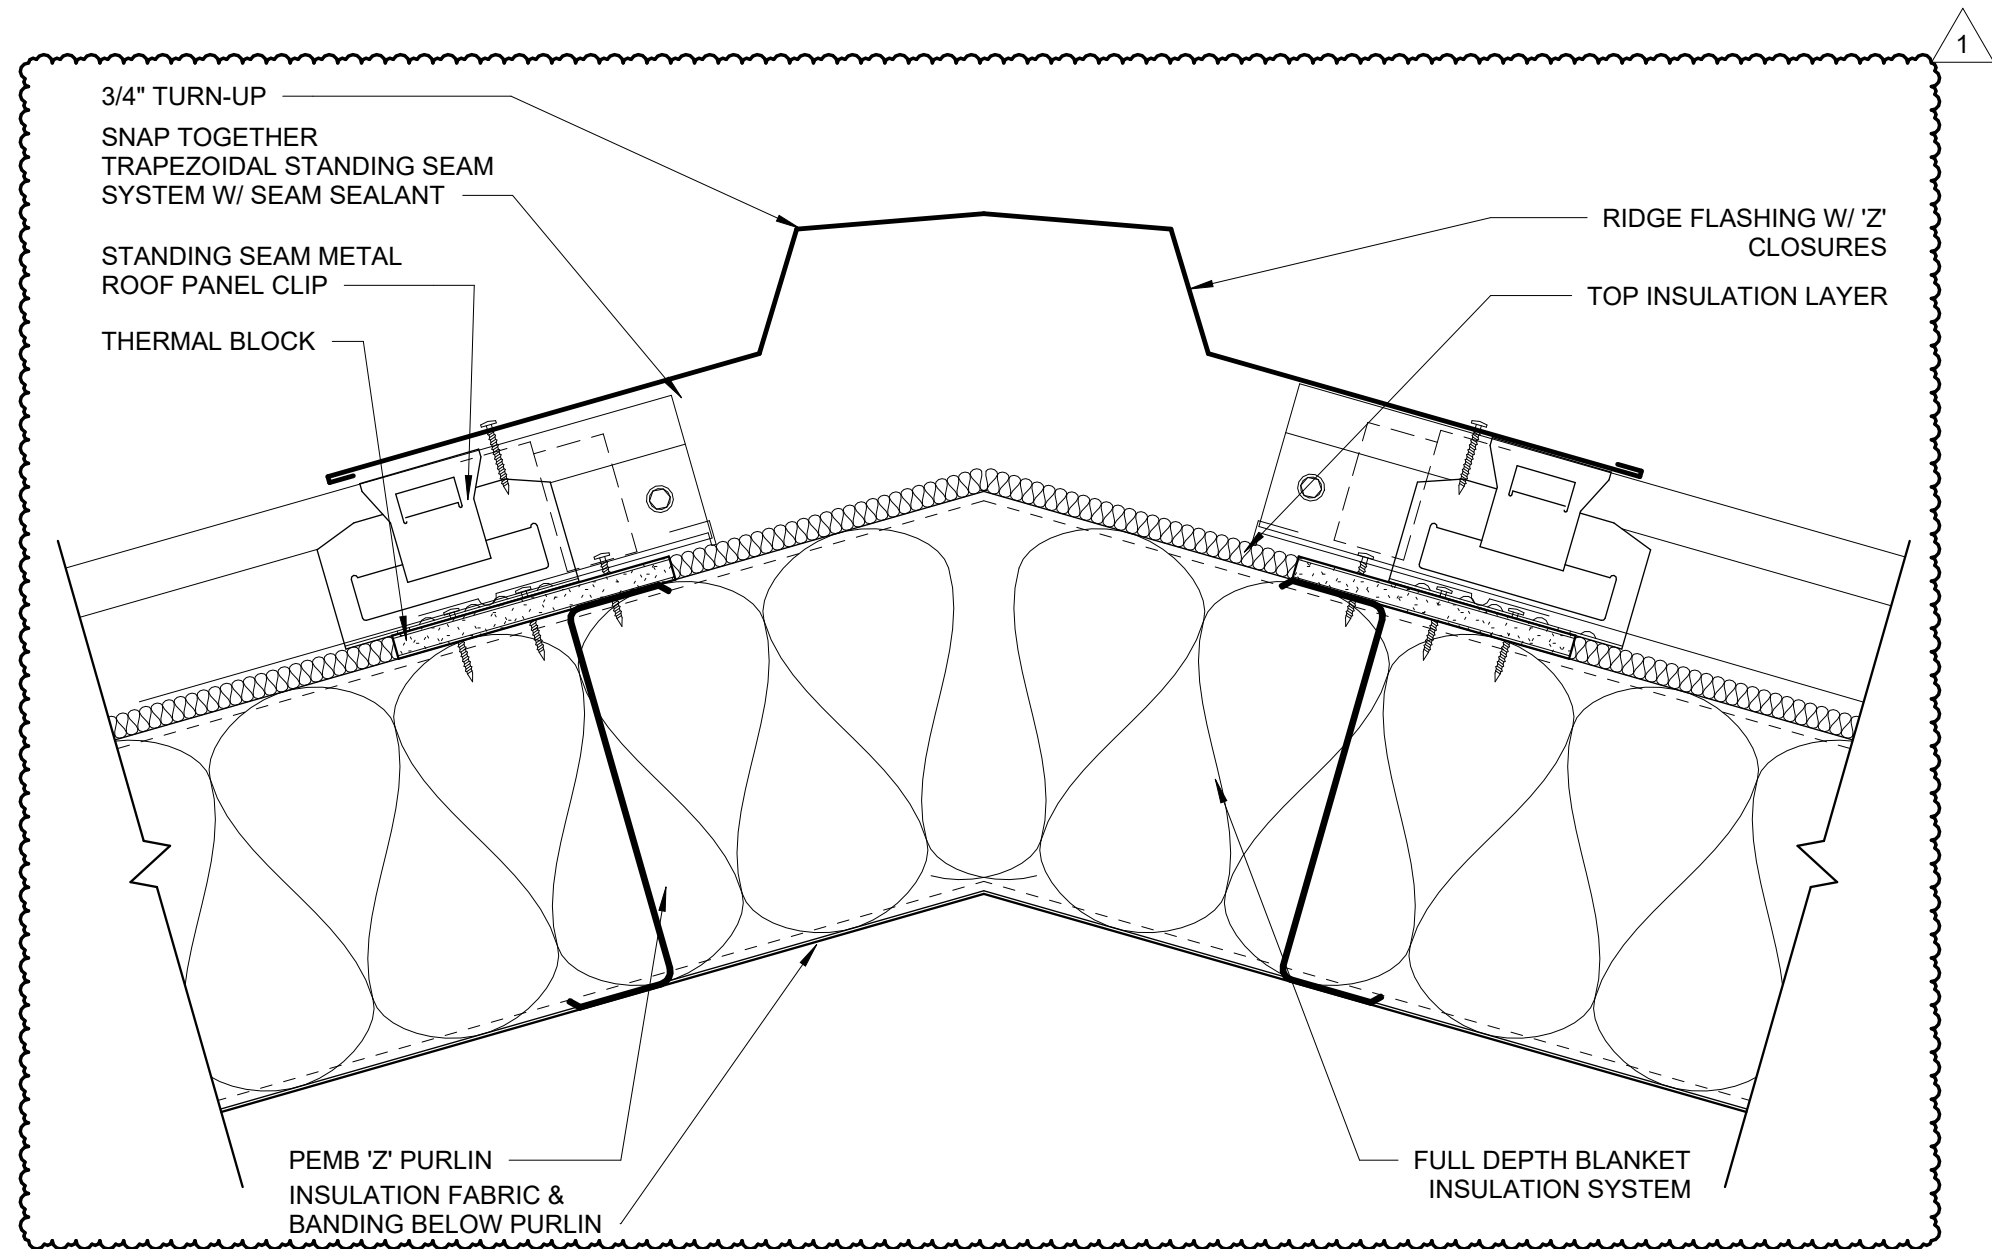 1
3/4" TURN-UP
SNAP TOGETHER
TRAPEZOIDAL STANDING SEAM
SYSTEM W/ SEAM SEALANT
STANDING SEAM METAL
ROOF PANEL CLIP
THERMAL BLOCK
RIDGE FLASHING W/ 'Z'
CLOSURES
TOP INSULATION LAYER
PEMB 'Z' PURLIN
INSULATION FABRIC &
BANDING BELOW PURLIN
FULL DEPTH BLANKET
INSULATION SYSTEM